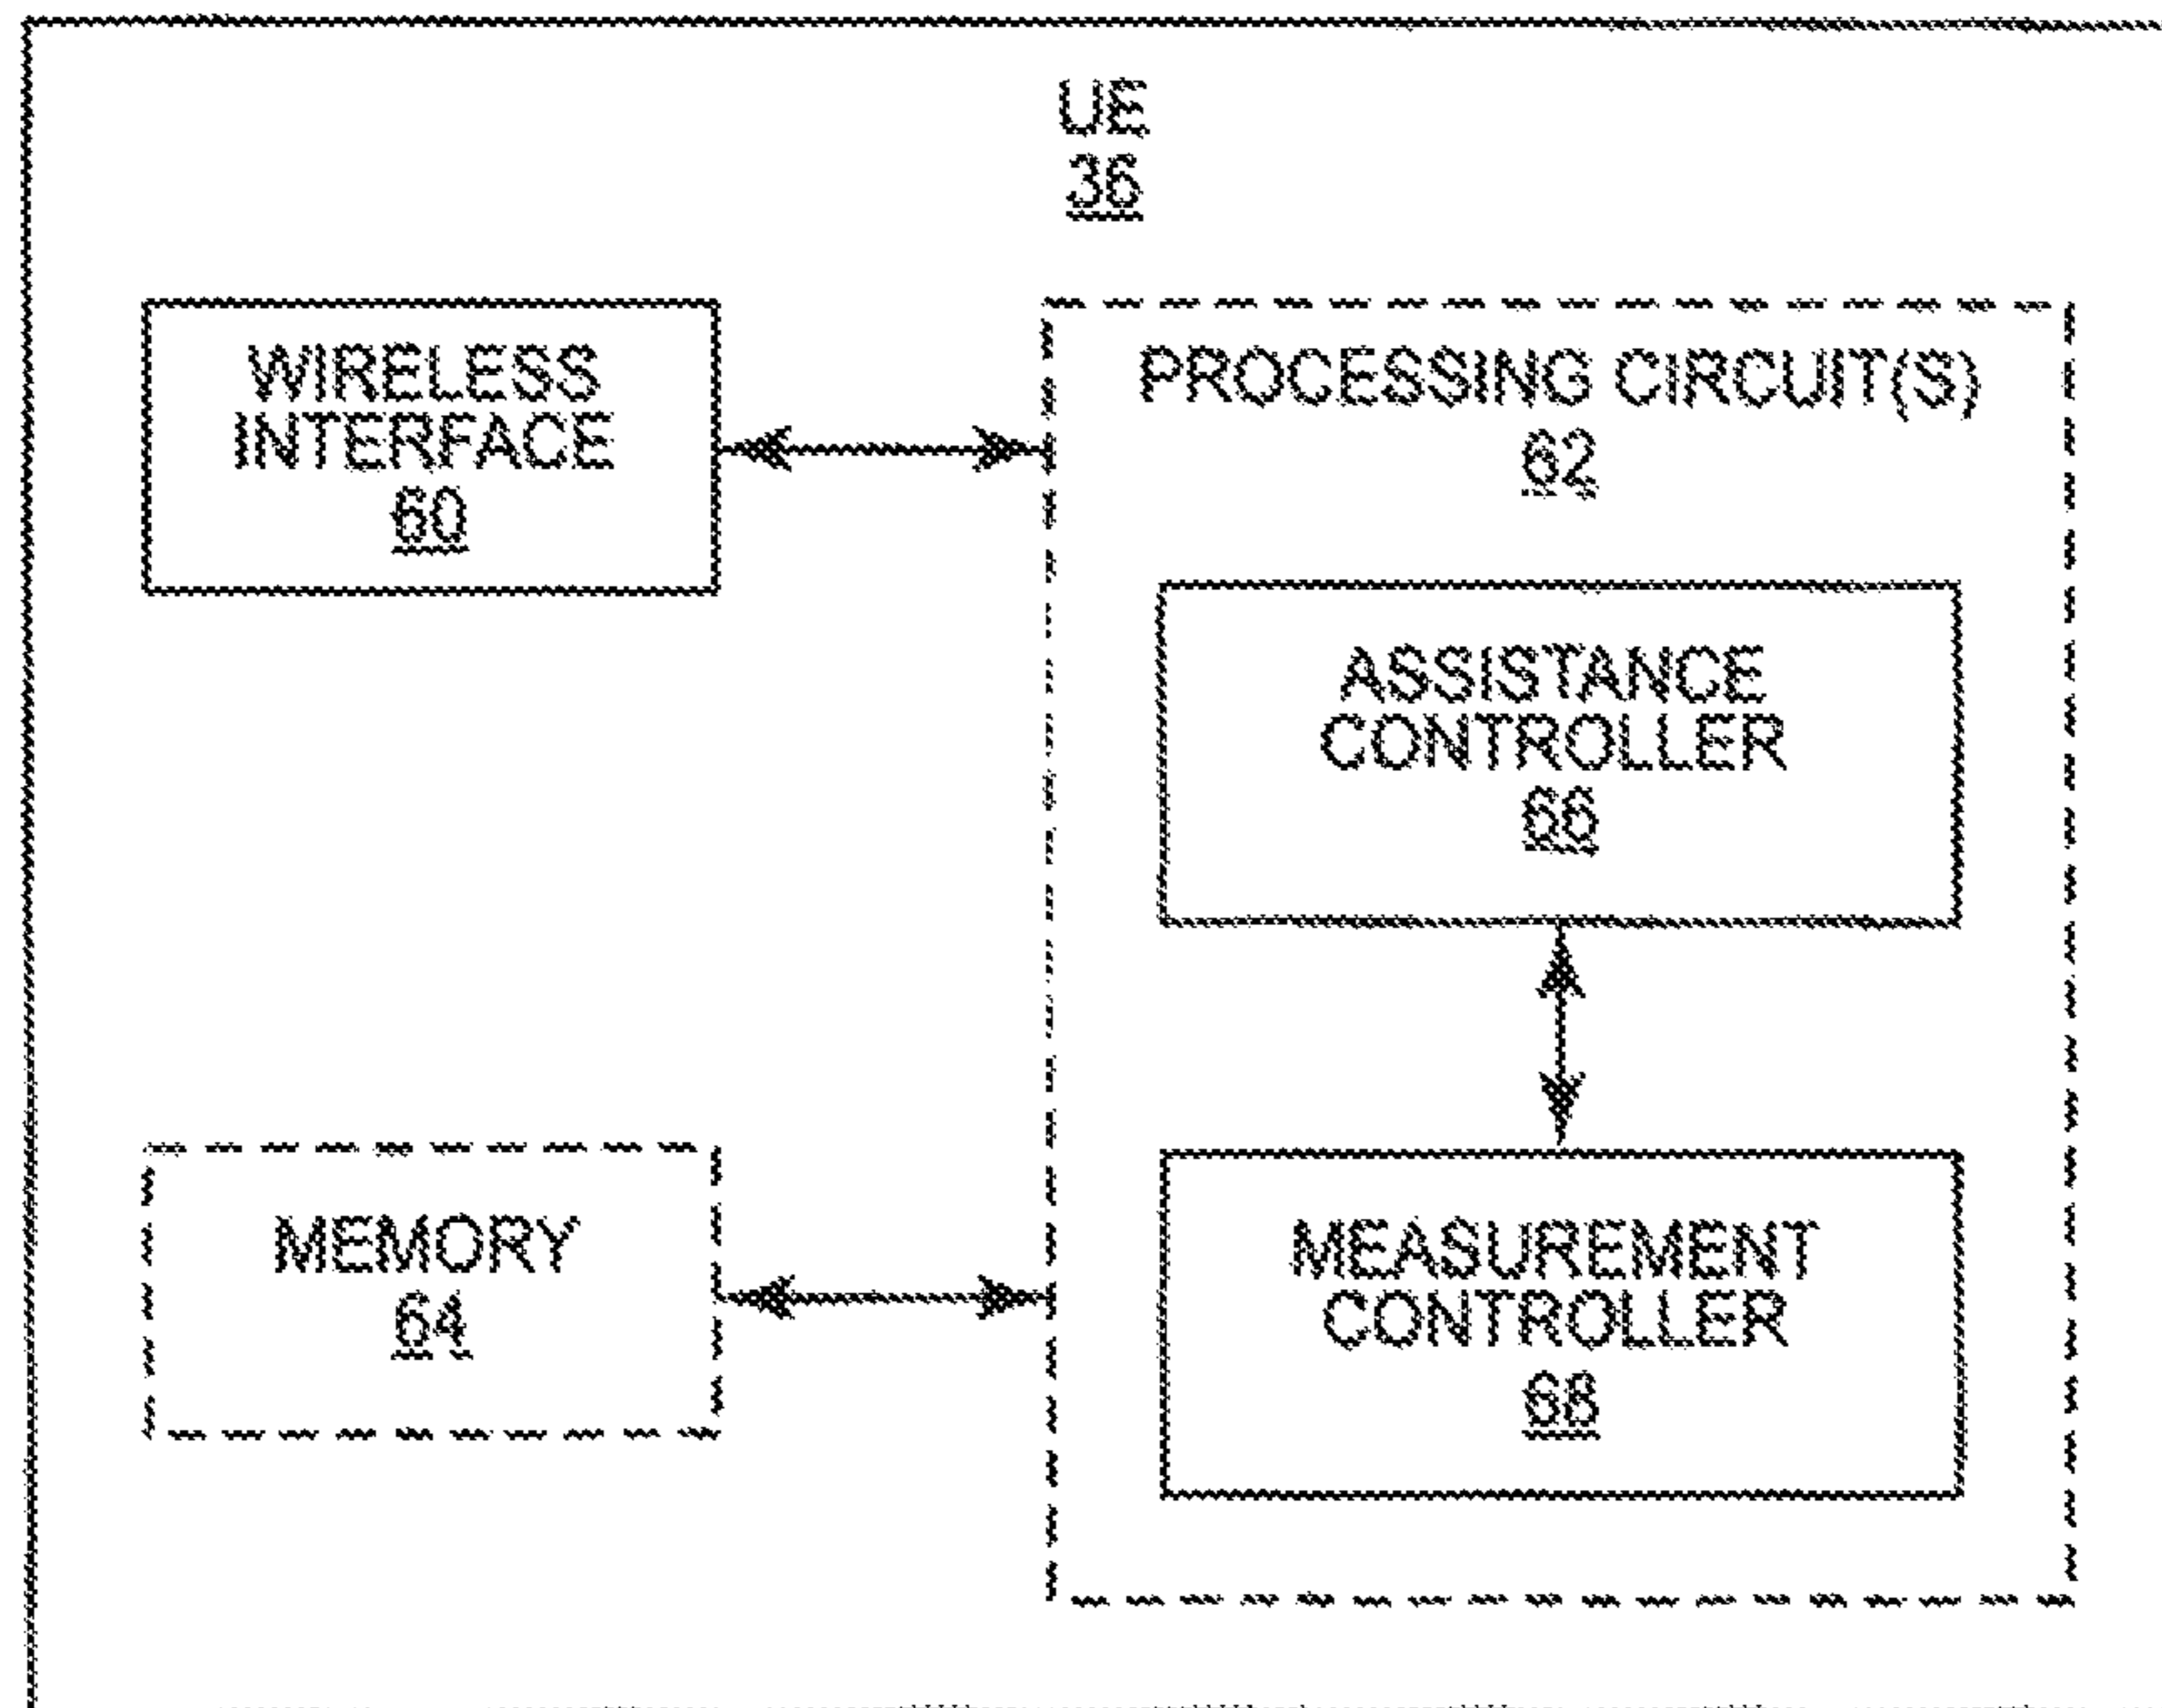 UE
36
WIRELESS
INTERFACE
60
PROCESSING CIRCUIT(S)
62
ASSISTANCE
CONTROLLER
66
MEMORY
64
MEASUREMENT
CONTROLLER
68